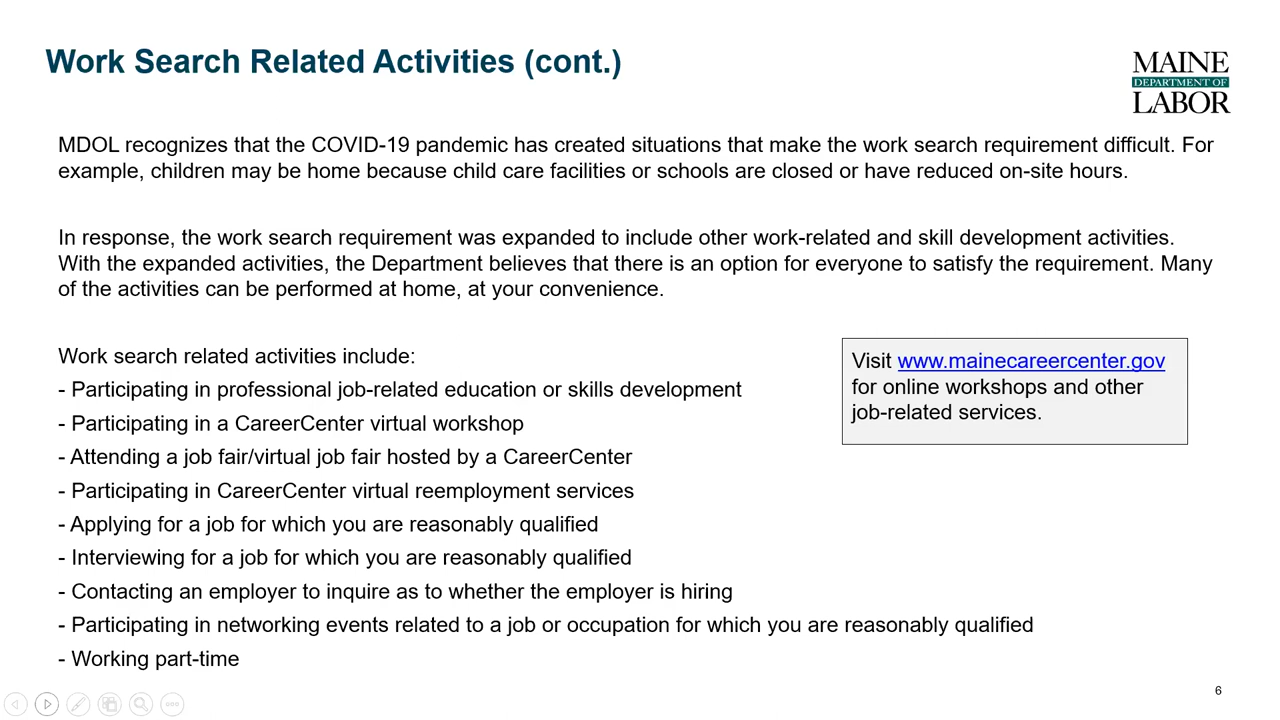 Work Search Related Activities (cont.)
MAINE
DEPARTMENT OF
LABOR
MDOL recognizes that the COVID-19 pandemic has created situations that make the work search requirement difficult. For
example, children may be home because child care facilities or schools are closed or have reduced on-site hours.
In response, the work search requirement was expanded to include other work-related and skill development activities.
With the expanded activities, the Department believes that there is an option for everyone to satisfy the requirement. Many
of the activities can be performed at home, at your convenience.
Work search related activities include:
- Participating in professional job-related education or skills development
- Participating in a CareerCenter virtual workshop
- Attending a job fair/virtual job fair hosted by a CareerCenter
- Participating in CareerCenter virtual reemployment services
- Applying for a job for which you are reasonably qualified
- Interviewing for a job for which you are reasonably qualified
- Contacting an employer to inquire as to whether the employer is hiring
- Participating in networking events related to a job or occupation for which you are reasonably qualified
- Working part-time
Visit www.mainecareercenter.gov
for online workshops and other
job-related services.
6